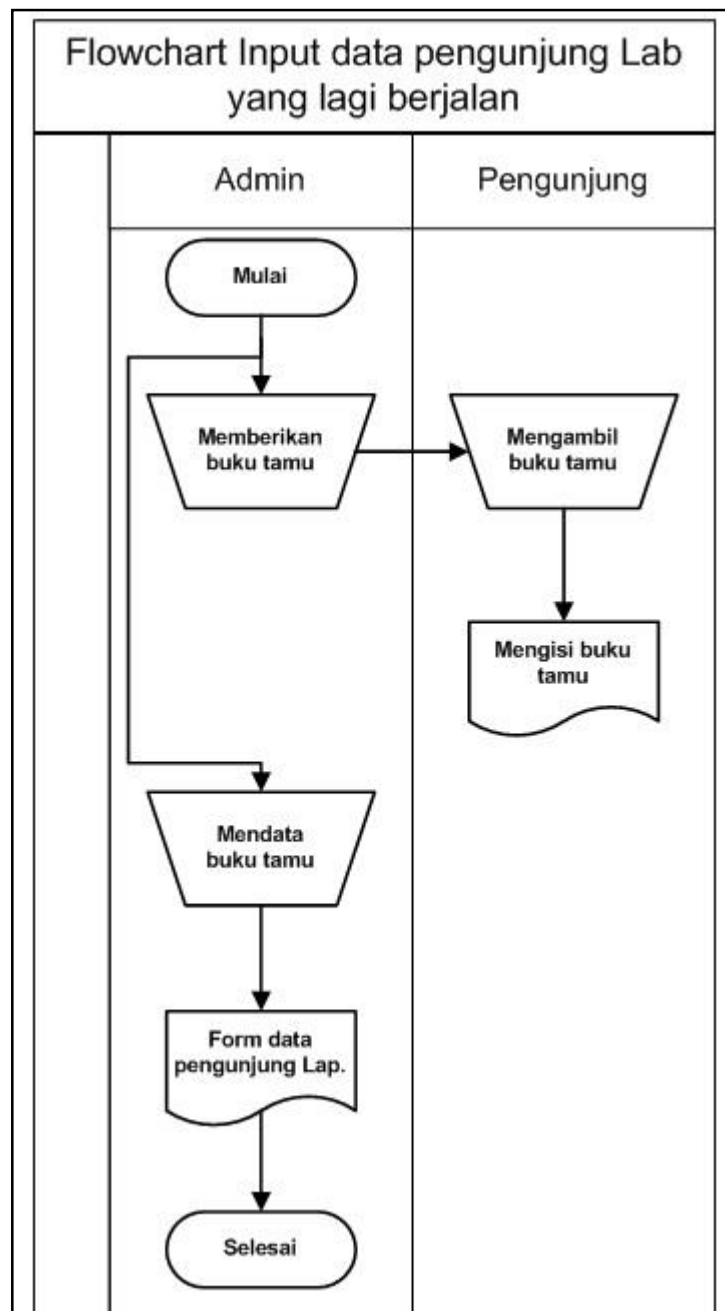 Flowchart Input data pengunjung Lab
yang lagi berjalan
Admin
Pengunjung
Mulai
Memberikan
buku tamu
Mengambil
buku tamu
Mengisi buku
tamu
Mendata
buku tamu
Form data
pengunjung Lap.
Selesai